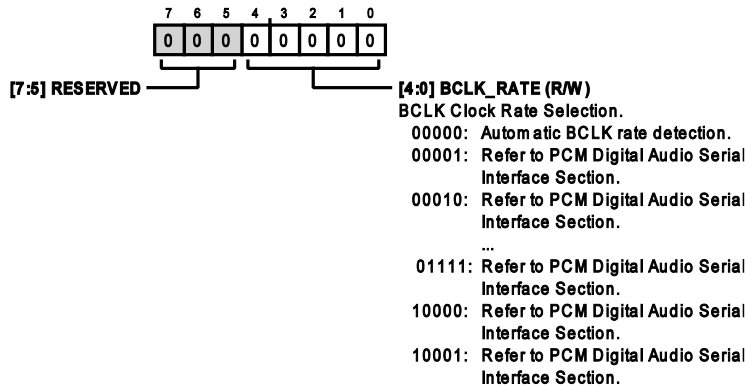 7 6 5 4 3 2 1 0
0 0 0 0 0 0 0 0
[7:5] RESERVED
[4:0] BCLK_RATE (R/W)
BCLK Clock Rate Selection.
00000: Automatic BCLK rate detection.
00001: Refer to PCM Digital Audio Serial
Interface Section.
00010: Refer to PCM Digital Audio Serial
Interface Section.
...
01111: Refer to PCM Digital Audio Serial
Interface Section.
10000: Refer to PCM Digital Audio Serial
Interface Section.
10001: Refer to PCM Digital Audio Serial
Interface Section.